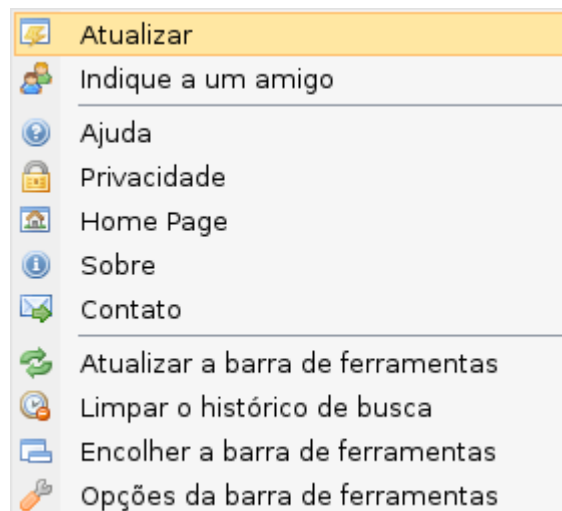 Atualizar
Indique a um amigo
Ajuda
Privacidade
Home Page
Sobre
Contato
Atualizar a barra de ferramentas
Limpar o histórico de busca
Encolher a barra de ferramentas
Opções da barra de ferramentas